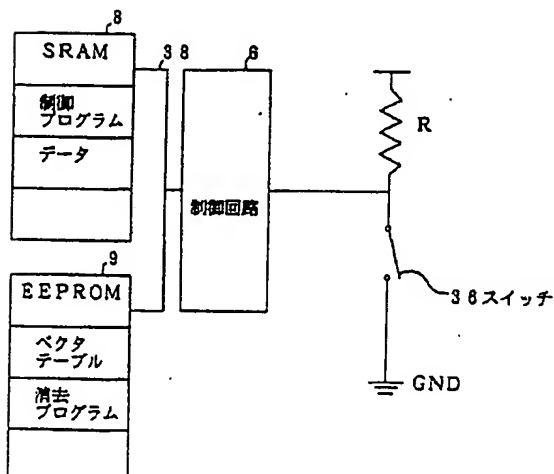 8
SRAM
制御
プログラム
データ
38
6
制御回路
R
36スイッチ
GND
9
EEPROM
ベクタ
テーブル
消去
プログラム